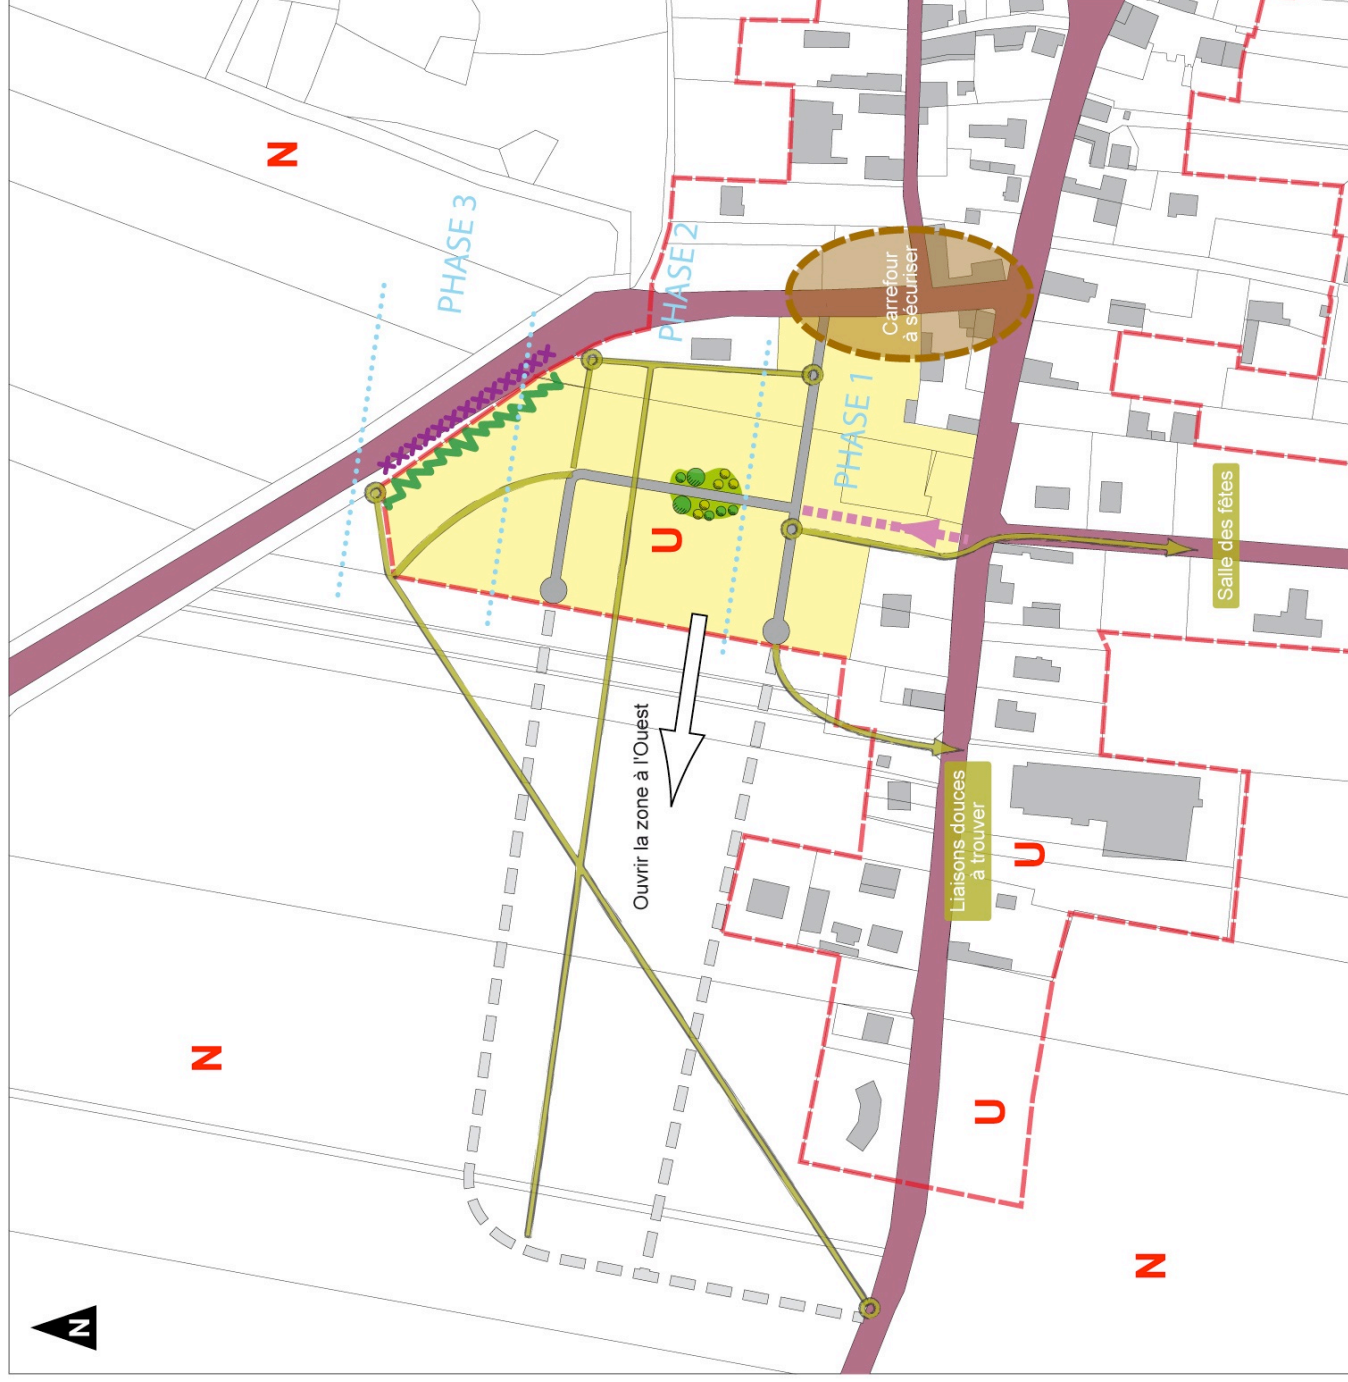 N
PHASE 3
PHASE 2
Carrefour
à sécuriser
PHASE 1
U
Salle des fêtes
Ouvrir la zone à l'Ouest
Liaisons douces
à trouver
U
N
U
N
N